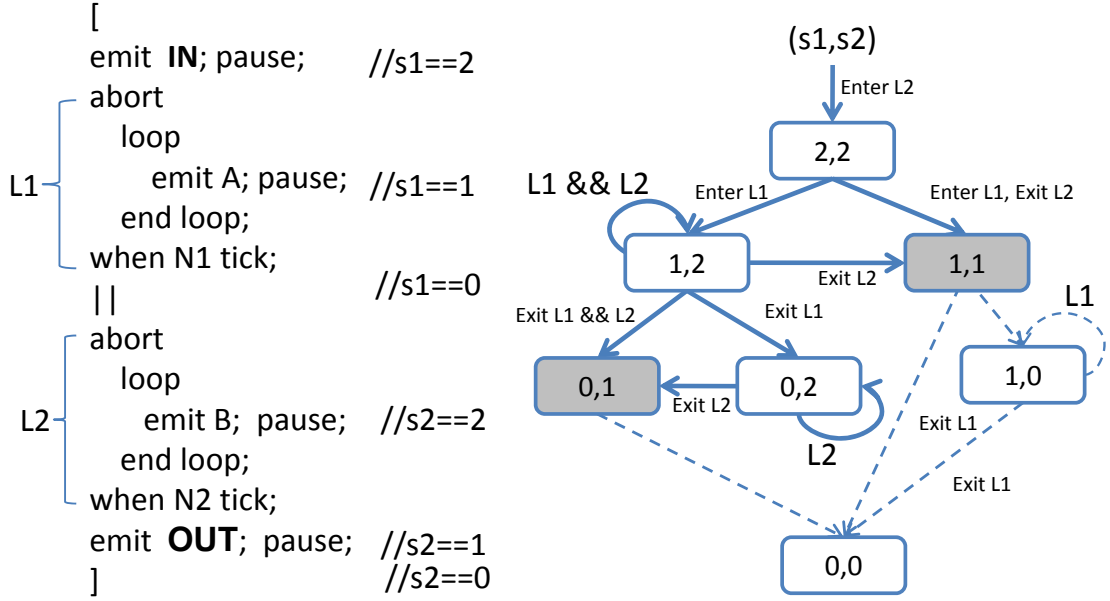 [
emit IN; pause; //s1==2
abort
loop
L1 emit A; pause; //s1==1
end loop;
when N1 tick;
|| //s1==0
abort
loop
L2 emit B; pause; //s2==2
end loop;
when N2 tick;
emit OUT; pause; //s2==1
] //s2==0
(s1,s2)
Enter L2
2,2
L1 && L2
Enter L1
Enter L1, Exit L2
1,2
Exit L2
1,1
Exit L1 && L2
Exit L1
L1
0,1
Exit L2
0,2
1,0
L2
Exit L1
Exit L1
0,0